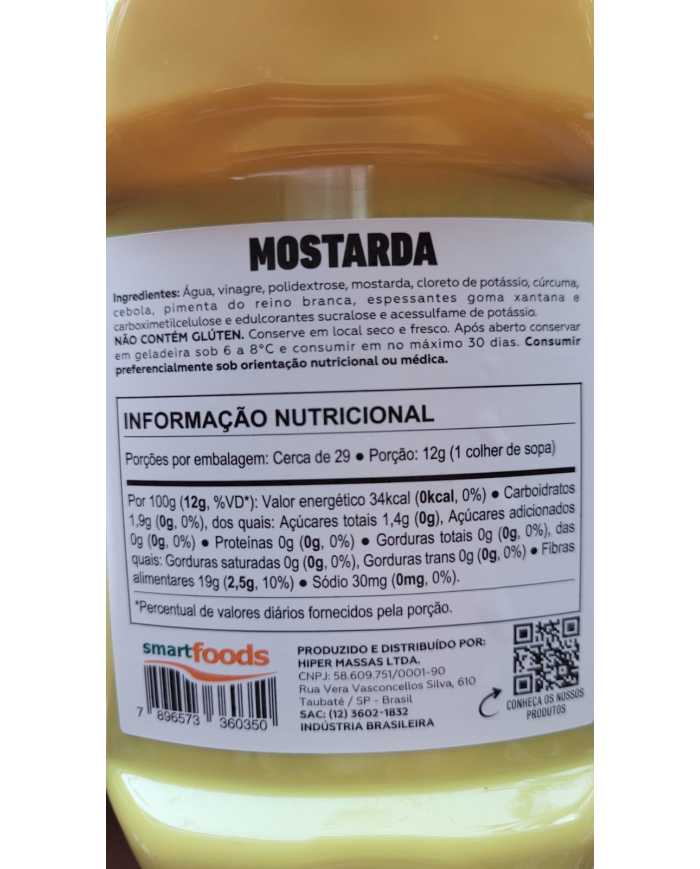 MOSTARDA
Ingredientes: Água, vinagre, polidextrose, mostarda, cloreto de potássio, cúrcuma,
cebola, pimenta do reino branca, espessantes goma xantana e
carboximetilcelulose e edulcorantes sucralose e acessulfame de potássio.
NÃO CONTÉM GLÚTEN. Conserve em local seco e fresco. Após aberto conservar
em geladeira sob 6 a 8°C e consumir em no máximo 30 dias. Consumir
preferencialmente sob orientação nutricional ou médica.
INFORMAÇÃO NUTRICIONAL
Porções por embalagem: Cerca de 29 ● Porção: 12g (1 colher de sopa)
Por 100g (12g, %VD*): Valor energético 34kcal (0kcal, 0%) ● Carboidratos
1,9g (0g, 0%), dos quais: Açúcares totais 1,4g (0g), Açúcares adicionados
0g (0g, 0%) ● Proteinas 0g (0g, 0%) ● Gorduras totais 0g (0g, 0%), das
quais: Gorduras saturadas 0g (0g, 0%), Gorduras trans 0g (0g, 0%) ● Fibras
alimentares 19g (2,5g, 10%) ● Sódio 30mg (0mg, 0%).
*Percentual de valores diários fornecidos pela porção.
smartfoods
7 896573 360350
PRODUZIDO E DISTRIBUÍDO POR:
HIPER MASSAS LTDA.
CNPJ: 58.609.751/0001-90
Rua Vera Vasconcellos Silva, 610
Taubaté / SP - Brasil
SAC: (12) 3602-1832
INDÚSTRIA BRASILEIRA
CONHEÇA OS NOSSOS
PRODUTOS